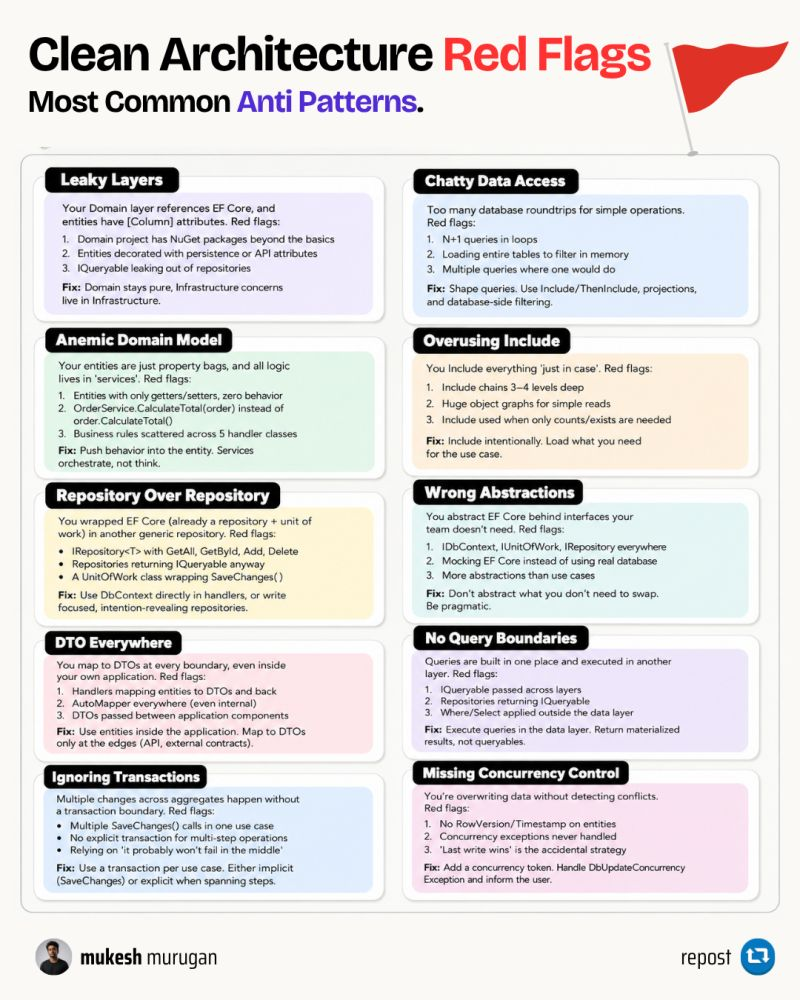 Clean Architecture Red Flags
Most Common Anti Patterns.
Leaky Layers
Your Domain layer references EF Core, and
entities have [Column] attributes. Red flags:
1. Domain project has NuGet packages beyond the basics
2. Entities decorated with persistence or API attributes
3. IQueryable leaking out of repositories
Fix: Domain stays pure, Infrastructure concerns
live in Infrastructure.
Chatty Data Access
Too many database roundtrips for simple operations.
Red flags:
1. N+1 queries in loops
2. Loading entire tables to filter in memory
3. Multiple queries where one would do
Fix: Shape queries. Use Include/ThenInclude, projections,
and database-side filtering.
Anemic Domain Model
Your entities are just property bags, and all logic
lives in 'services'. Red flags:
1. Entities with only getters/setters, zero behavior
2. OrderService.CalculateTotal(order) instead of
order.CalculateTotal()
3. Business rules scattered across 5 handler classes
Fix: Push behavior into the entity. Services
orchestrate, not think.
Overusing Include
You Include everything 'just in case'. Red flags:
1. Include chains 3–4 levels deep
2. Huge object graphs for simple reads
3. Include used when only counts/exists are needed
Fix: Include intentionally. Load what you need
for the use case.
Repository Over Repository
You wrapped EF Core (already a repository + unit of
work) in another generic repository. Red flags:
• IRepository<T> with GetAll, GetById, Add, Delete
• Repositories returning IQueryable anyway
• A UnitOfWork class wrapping SaveChanges( )
Fix: Use DbContext directly in handlers, or write
focused, intention-revealing repositories.
Wrong Abstractions
You abstract EF Core behind interfaces your
team doesn't need. Red flags:
1. IDbContext, IUnitOfWork, IRepository everywhere
2. Mocking EF Core instead of using real database
3. More abstractions than use cases
Fix: Don't abstract what you don't need to swap.
Be pragmatic.
DTO Everywhere
You map to DTOs at every boundary, even inside
your own application. Red flags:
1. Handlers mapping entities to DTOs and back
2. AutoMapper everywhere (even internal)
3. DTOs passed between application components
Fix: Use entities inside the application. Map to DTOs
only at the edges (API, external contracts).
No Query Boundaries
Queries are built in one place and executed in another
layer. Red flags:
1. IQueryable passed across layers
2. Repositories returning IQueryable
3. Where/Select applied outside the data layer
Fix: Execute queries in the data layer. Return materialized
results, not queryables.
Ignoring Transactions
Multiple changes across aggregates happen without
a transaction boundary. Red flags:
• Multiple SaveChanges() calls in one use case
• No explicit transaction for multi-step operations
• Relying on 'it probably won't fail in the middle'
Fix: Use a transaction per use case. Either implicit
(SaveChanges) or explicit when spanning steps.
Missing Concurrency Control
You're overwriting data without detecting conflicts.
Red flags:
1. No RowVersion/Timestamp on entities
2. Concurrency exceptions never handled
3. 'Last write wins' is the accidental strategy
Fix: Add a concurrency token. Handle DbUpdateConcurrency
Exception and inform the user.
mukesh murugan
repost